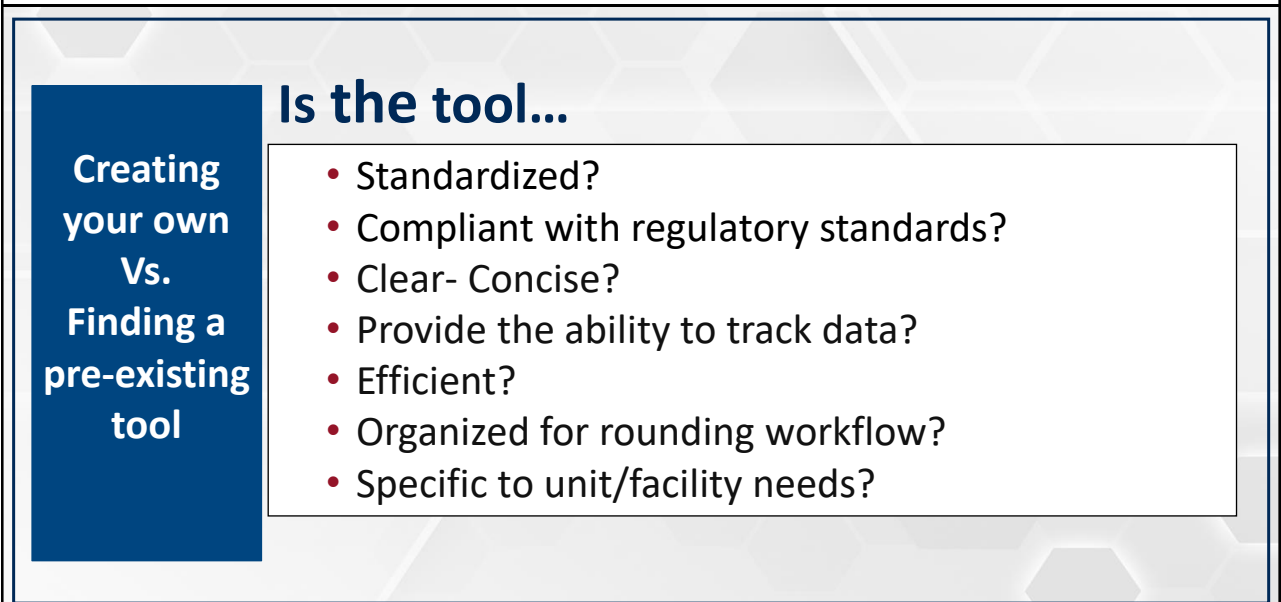 Creating
your own
Vs.
Finding a
pre-existing
tool
Is the tool…
• Standardized?
• Compliant with regulatory standards?
• Clear- Concise?
• Provide the ability to track data?
• Efficient?
• Organized for rounding workflow?
• Specific to unit/facility needs?